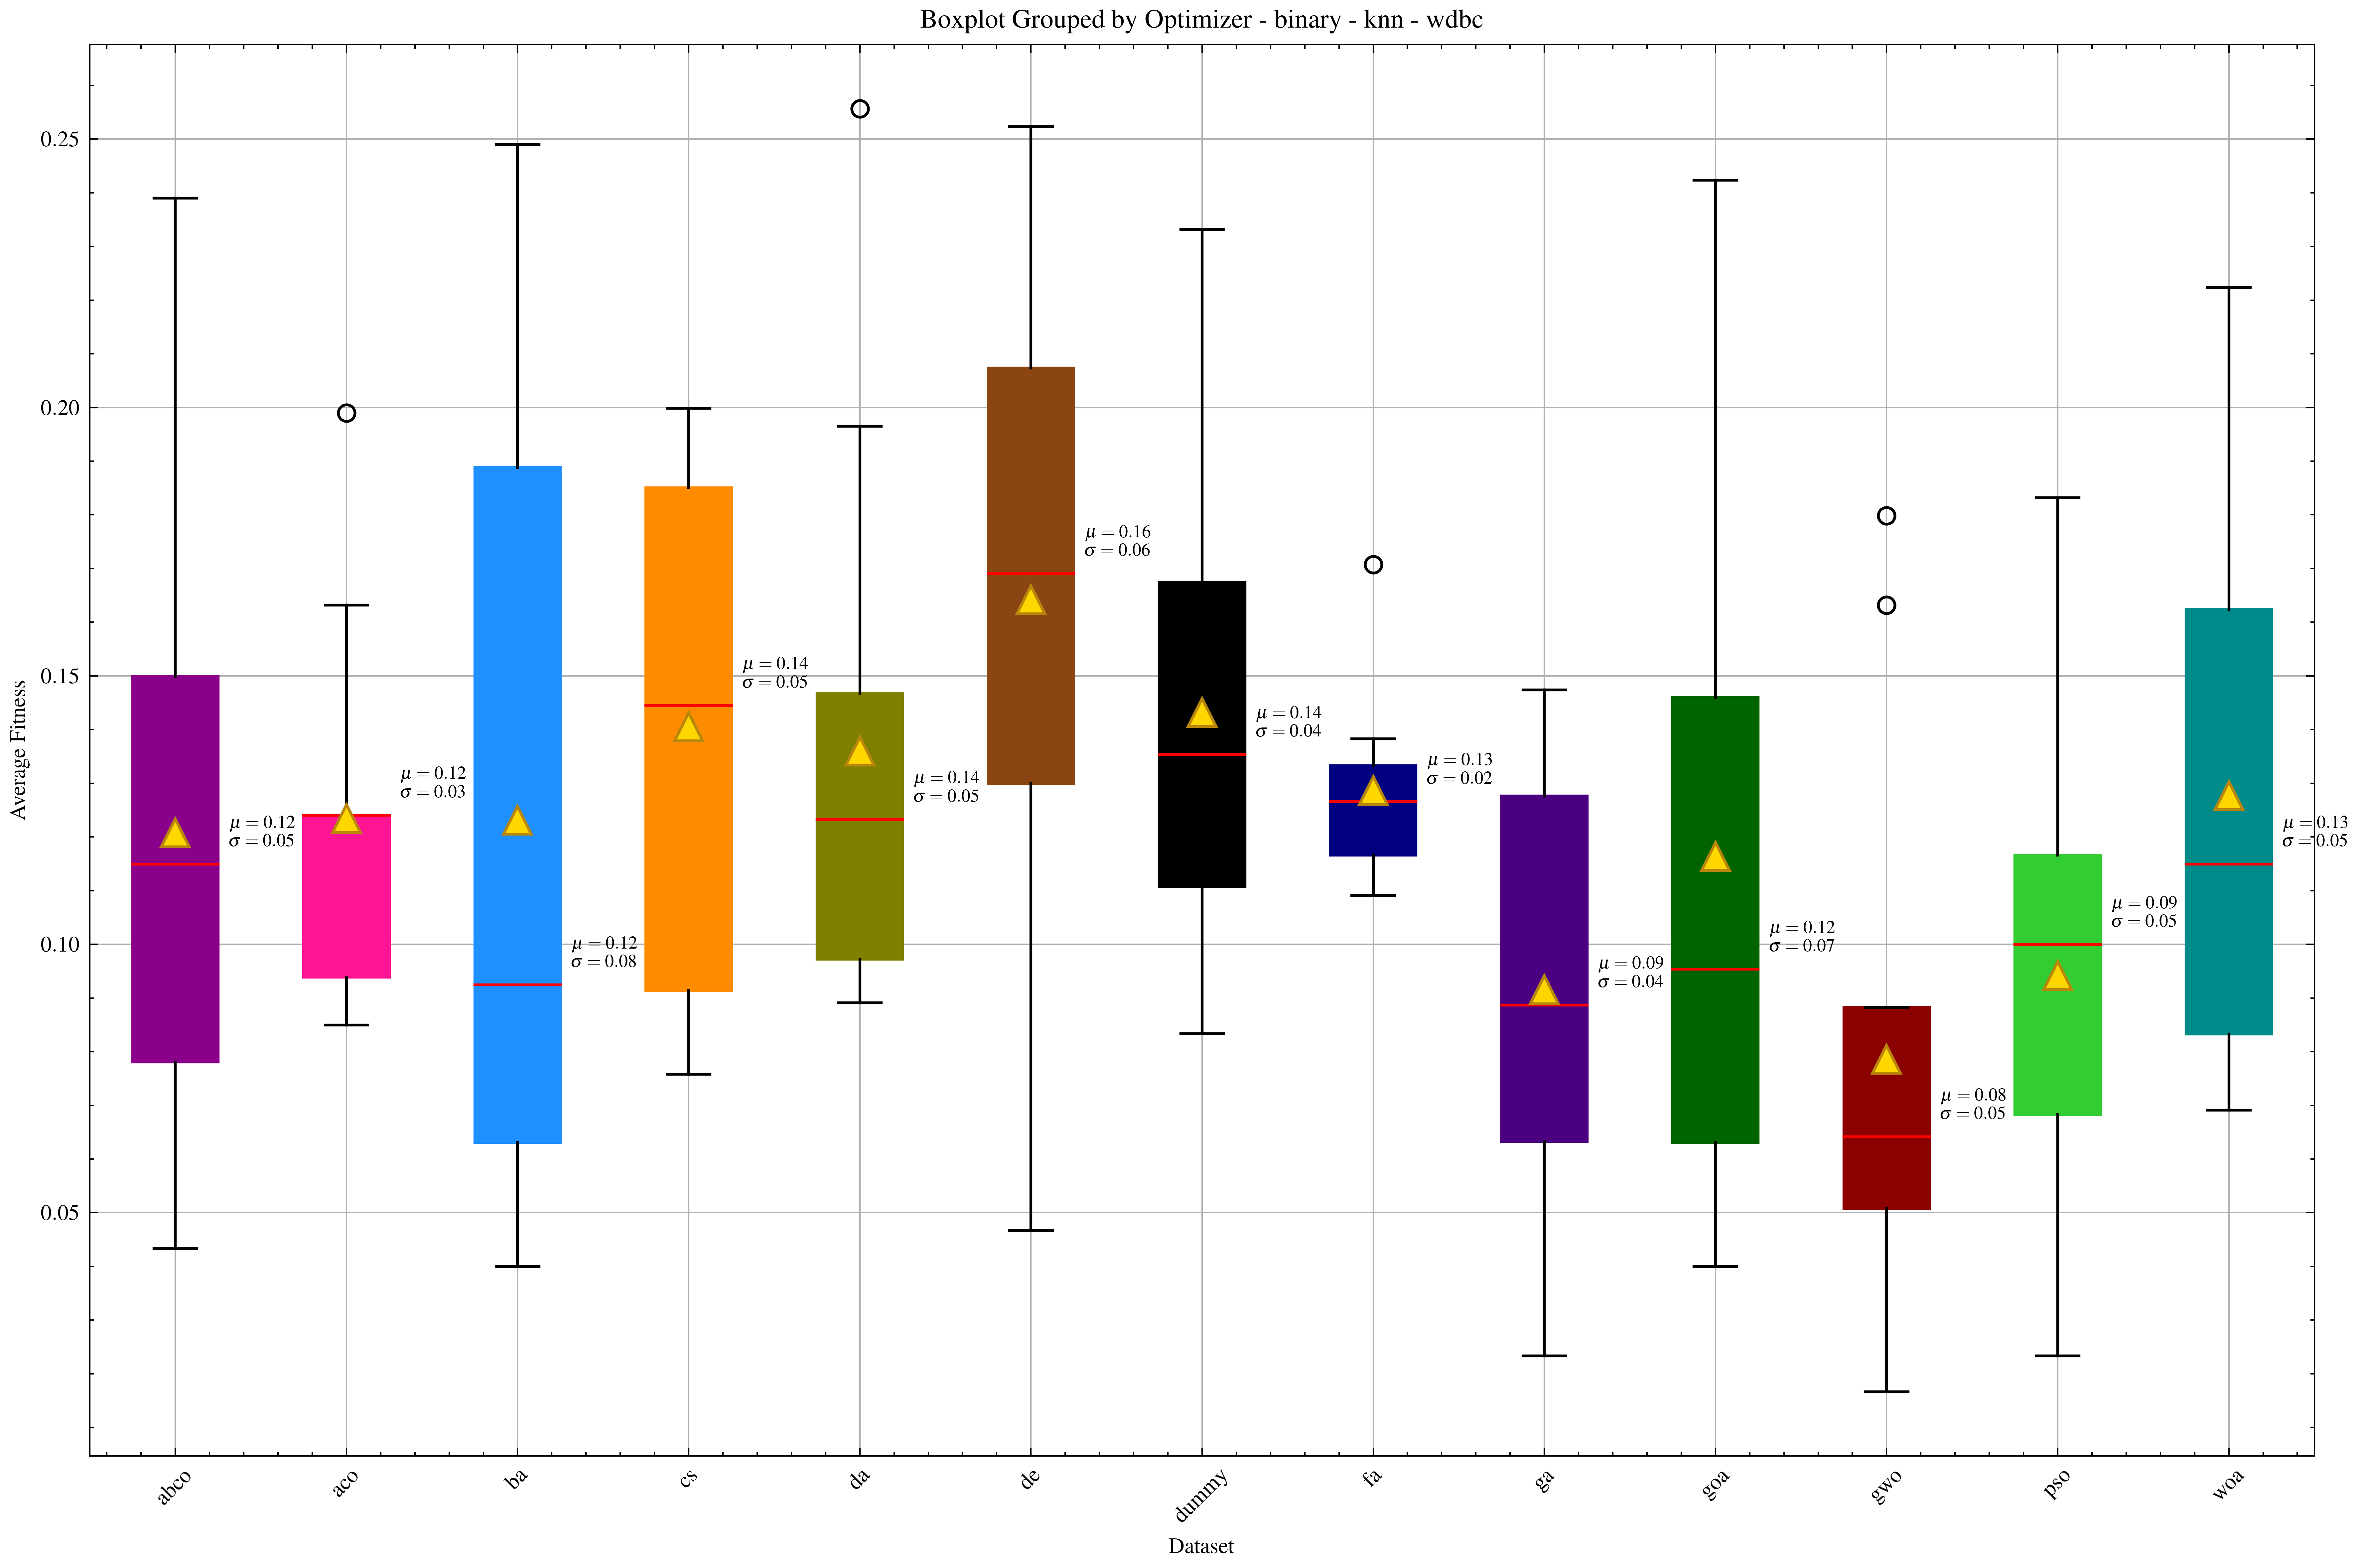 Boxplot Grouped by Optimizer - binary - knn - wdbc
Average Fitness
0.25
0.20
0.15
0.10
0.05
μ = 0.12
σ = 0.05
μ = 0.12
σ = 0.03
μ = 0.12
σ = 0.08
μ = 0.14
σ = 0.05
μ = 0.14
σ = 0.05
μ = 0.16
σ = 0.06
μ = 0.14
σ = 0.04
μ = 0.13
σ = 0.02
μ = 0.09
σ = 0.04
μ = 0.12
σ = 0.07
μ = 0.08
σ = 0.05
μ = 0.09
σ = 0.05
μ = 0.13
σ = 0.05
abco
aco
ba
cs
da
de
dummy
fa
ga
goa
gwo
pso
woa
Dataset